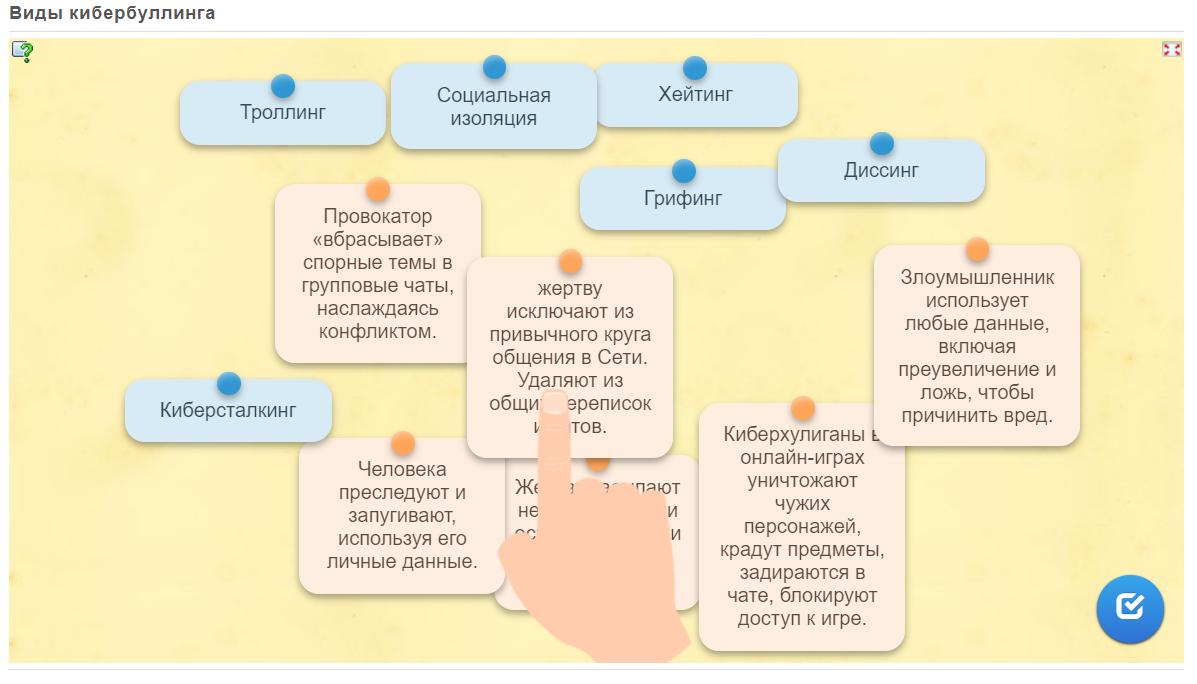 Виды кибербуллинга
Троллинг
Социальная
изоляция
Хейтинг
Грифинг
Диссинг
Провокатор
«вбрасывает»
спорные темы в
групповые чаты,
наслаждаясь
конфликтом.
жертву
исключают из
привычного круга
общения в Сети.
Удаляют из
Злоумышленник
использует
любые данные,
включая
преувеличение и
ложь, чтобы
причинить вред.
Киберсталкинг
Человека
преследуют и
запугивают,
используя его
личные данные.
Киберхулиганы
онлайн-играх
уничтожают
чужих
персонажей,
крадут предметы,
задираются в
чате, блокируют
доступ к игре.